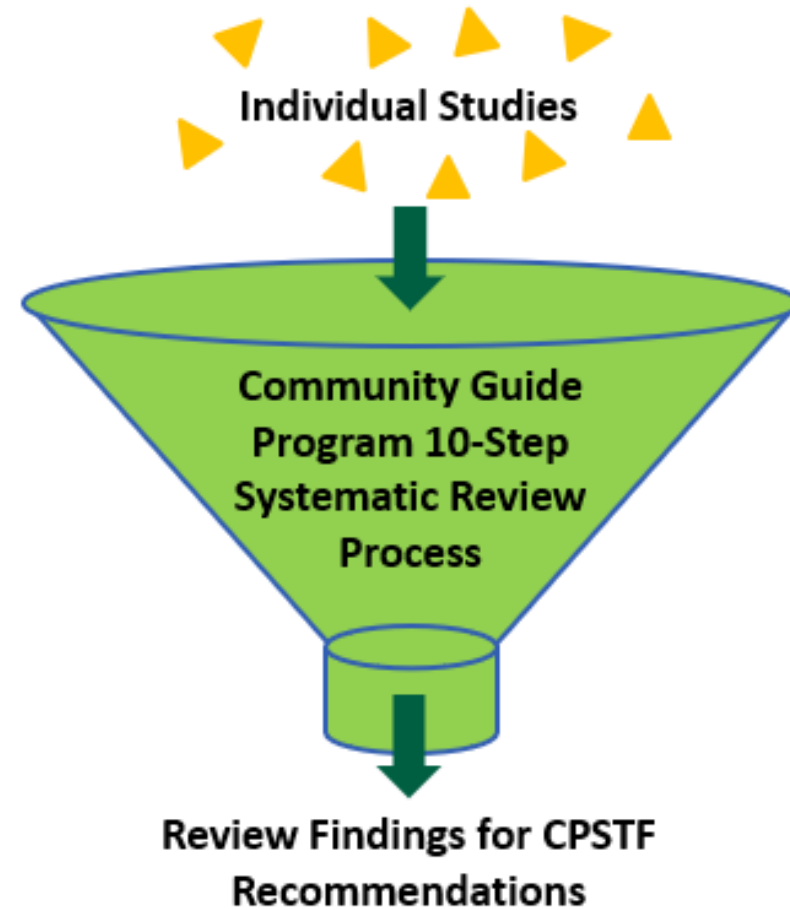 Individual Studies
Community Guide
Program 10-Step
Systematic Review
Process
Review Findings for CPSTF
Recommendations